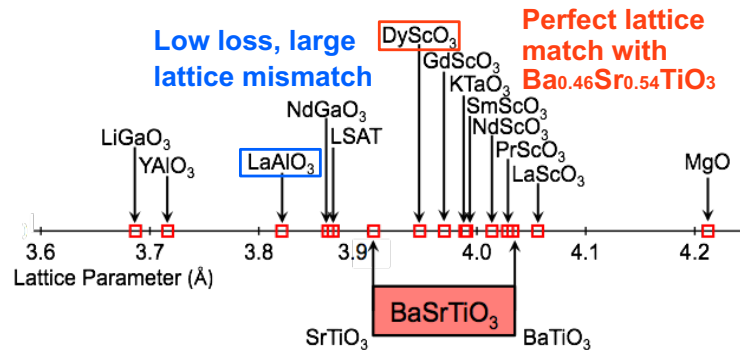 Perfect lattice
match with
Ba₀.₄₆Sr₀.₅₄TiO₃
Low loss, large
lattice mismatch
DyScO₃
GdScO₃
KTaO₃
SmScO₃
NdScO₃
PrScO₃
LaScO₃
MgO
NdGaO₃
LSAT
LiGaO₃
YAlO₃
LaAlO₃
3.6 3.7 3.8 3.9 4.0 4.1 4.2
Lattice Parameter (Å)
BaSrTiO₃
SrTiO₃
BaTiO₃